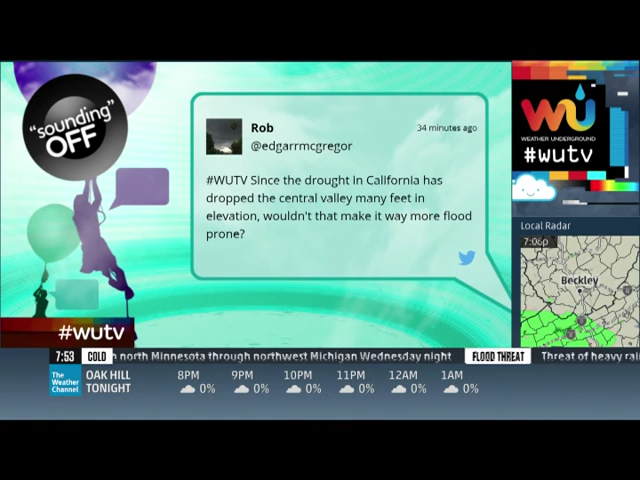 "sounding"
OFF
Rob
34 minutes ago
@edgarrmcgregor
#WUTV Since the drought in California has
dropped the central valley many feet in
elevation, wouldn't that make it way more flood
prone?
WU
WEATHER UNDERGROUND
#wutv
Local Radar
7:06p
Beckley
#wutv
7:53 COLD north Minnesota through northwest Michigan Wednesday night FLOOD THREAT Threat of heavy
The
Weather
Channel
OAK HILL
TONIGHT
8PM 9PM 10PM 11PM 12AM 1AM
0% 0% 0% 0% 0% 0%